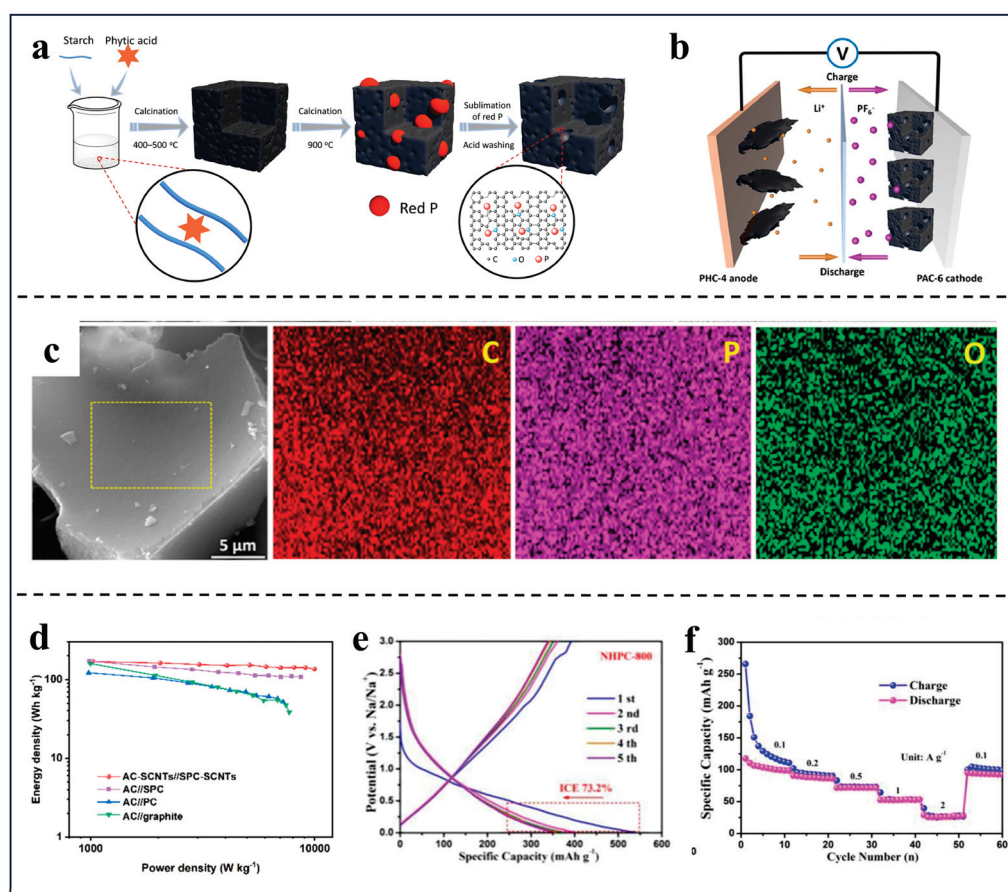 a
Starch
Phytic acid
Calcination
400–500 ºC
Calcination
900 ºC
Sublimation
of red P
Acid washing
Red P
C O P
b
V
Charge
Li⁺
PF₆⁻
Discharge
PHC-4 anode
PAC-6 cathode
c
5 μm
C
P
O
d
Energy density (Wh kg⁻¹)
100
10
1
AC-SCNTs//SPC-SCNTs
AC//SPC
AC//PC
AC//graphite
1000 10000
Power density (W kg⁻¹)
e
Potential (V vs. Na/Na⁺)
3.0
2.5
2.0
1.5
1.0
0.5
0.0
NHPC-800
1 st
2 nd
3 rd
4 th
5 th
ICE 73.2%
0 100 200 300 400 500 600
Specific Capacity (mAh g⁻¹)
f
Specific Capacity (mAh g⁻¹)
300
250
200
150
100
50
0
Charge
Discharge
Unit: A g⁻¹
0.1
0.2
0.5
1
2
0.1
0 10 20 30 40 50 60
Cycle Number (n)
0